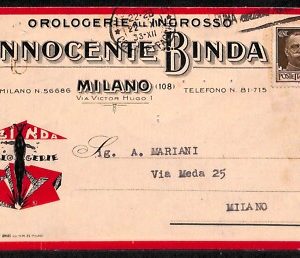 OROLOGERIE INGROSSO
INNOCENTE BINDA
MILANO N. 56686
MILANO (108)
TELEFONO N. 81-715
VIA VICTOR HUGO 1
BINDA
OROLOGERIE
Sig. A. MARIANI
Via Meda 25
MILANO